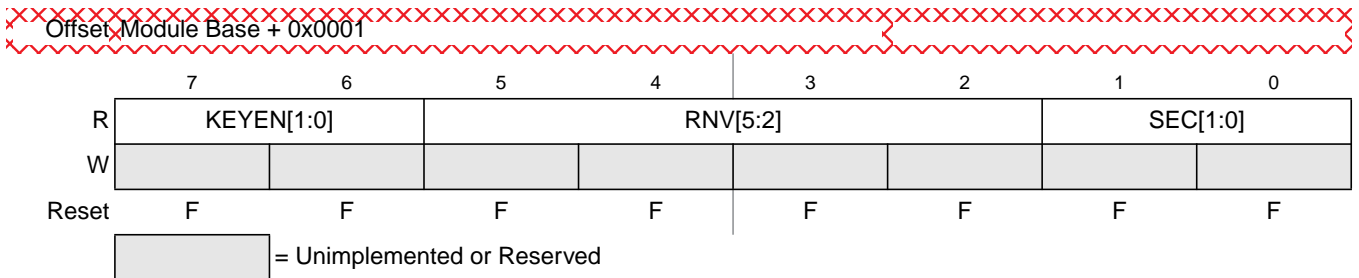 Offset Module Base + 0x0001
7 6 5 4 3 2 1 0
R KEYEN[1:0] RNV[5:2] SEC[1:0]
W
Reset F F F F F F F F
= Unimplemented or Reserved